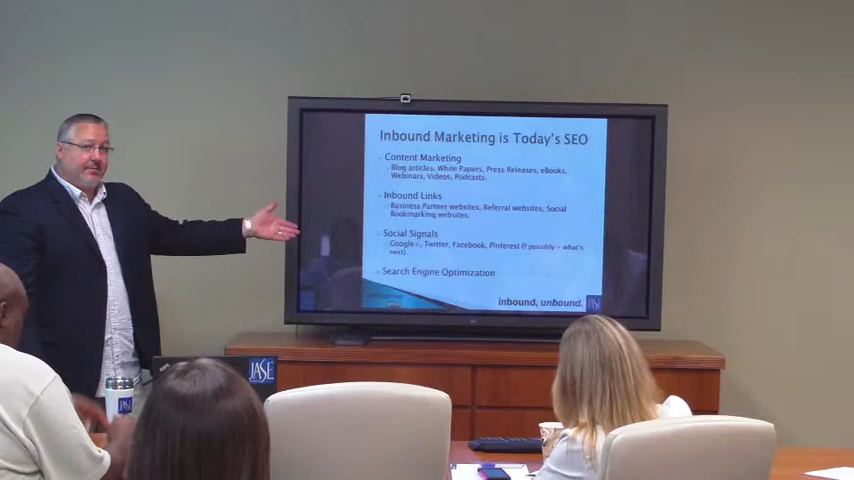 Inbound Marketing is Today's SEO
Content Marketing
Blog articles, White Papers, Press Releases, eBooks,
Webinars, Videos, Podcasts.
Inbound Links
Business Partner websites, Referral websites, Social
Bookmarking websites.
Social Signals
Google+, Twitter, Facebook, Pinterest (? possibly – what's
next).
Search Engine Optimization
inbound, unbound.
JASE
JASE